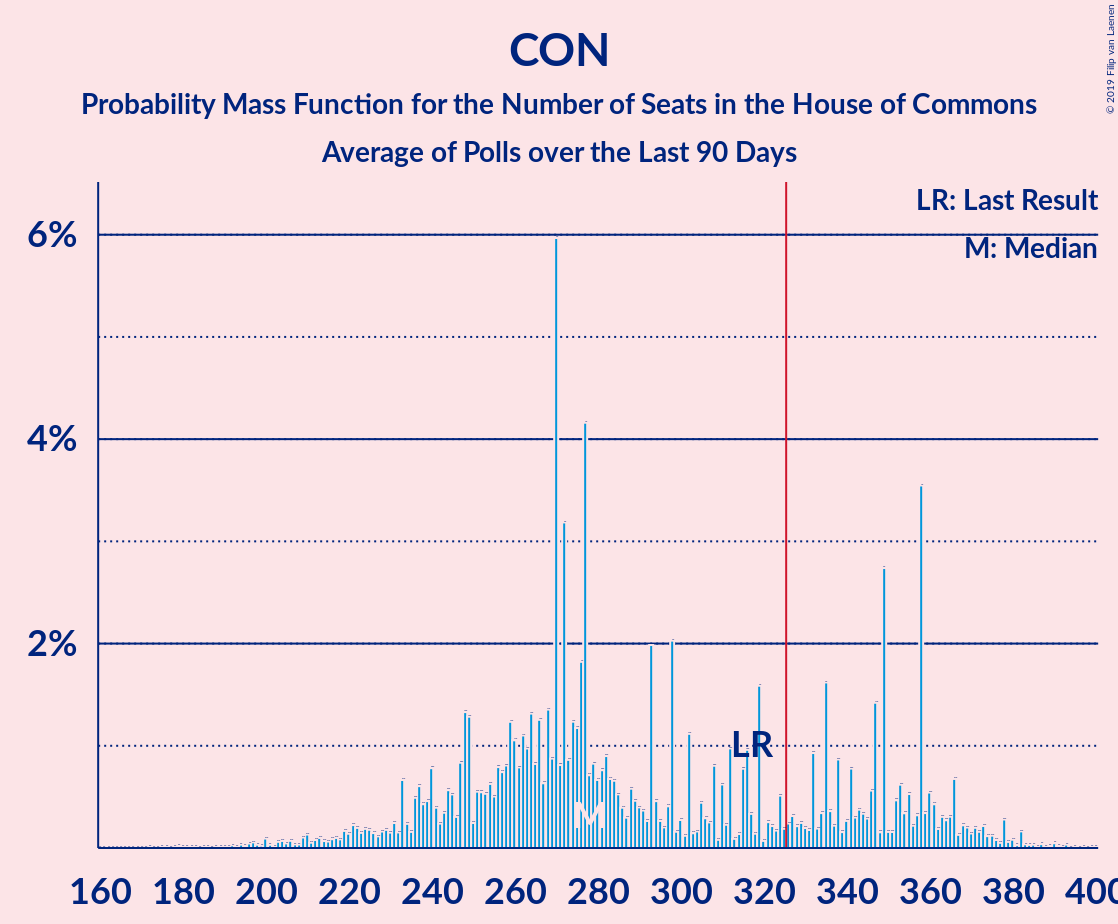 CON
Probability Mass Function for the Number of Seats in the House of Commons
Average of Polls over the Last 90 Days
© 2019 Filip van Laenen
LR: Last Result
M: Median
6%
4%
2%
LR
M
160 180 200 220 240 260 280 300 320 340 360 380 400